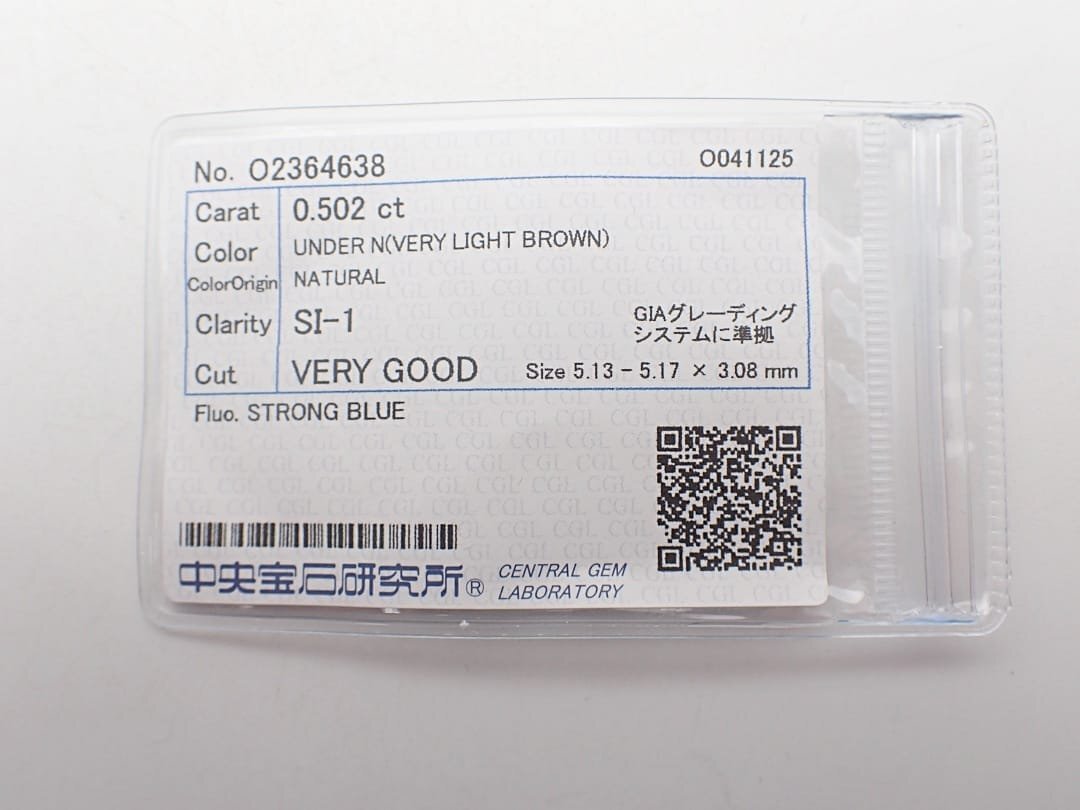 No. O2364638
O041125
Carat 0.502 ct
Color UNDER N(VERY LIGHT BROWN)
ColorOrigin NATURAL
Clarity SI-1
GIAグレーディング
システムに準拠
Cut VERY GOOD Size 5.13 - 5.17 × 3.08 mm
Fluo. STRONG BLUE
中央宝石研究所® CENTRAL GEM
LABORATORY